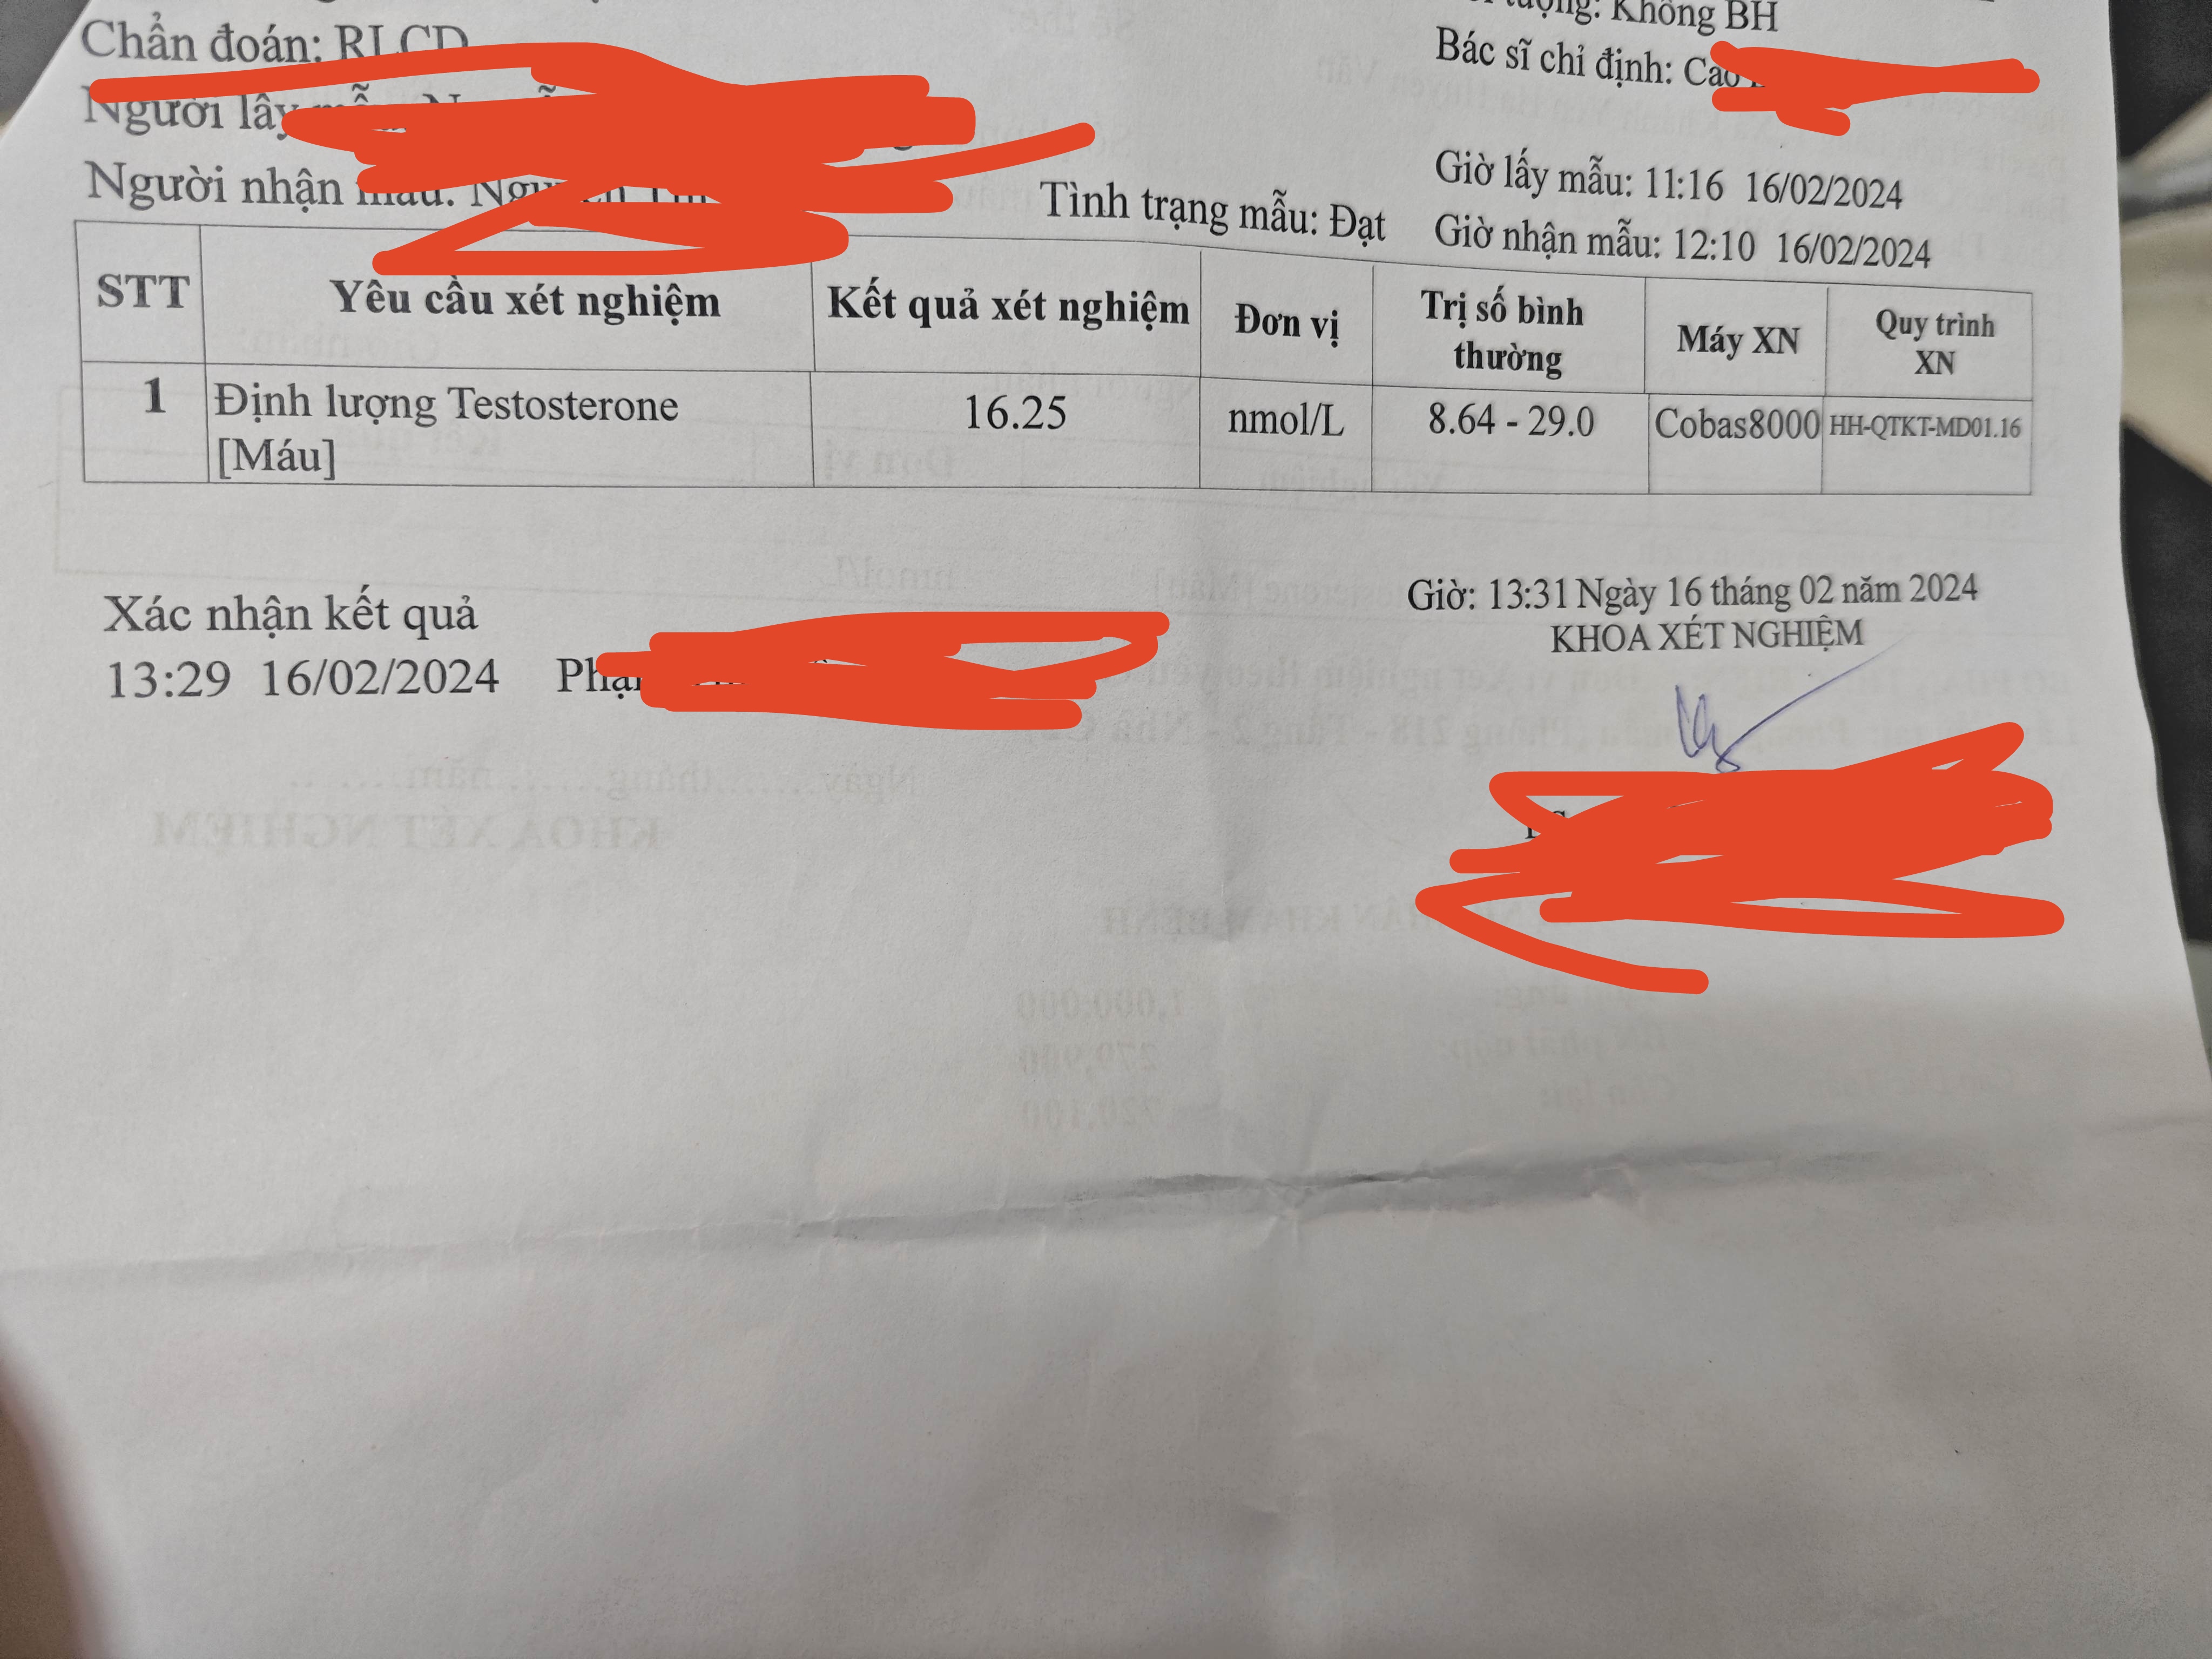 Không BH
Chẩn đoán: RLCD
Bác sĩ chỉ định: Cao
Người lấy
Người nhận
Tình trạng mẫu: Đạt
Giờ lấy mẫu: 11:16 16/02/2024
Giờ nhận mẫu: 12:10 16/02/2024
STT Yêu cầu xét nghiệm Kết quả xét nghiệm Đơn vị Trị số bình thường Máy XN Quy trình XN
1 Định lượng Testosterone [Máu] 16.25 nmol/L 8.64 - 29.0 Cobas8000 HH-QTKT-MD01.16
Xác nhận kết quả
13:29 16/02/2024
Giờ: 13:31 Ngày 16 tháng 02 năm 2024
KHOA XÉT NGHIỆM